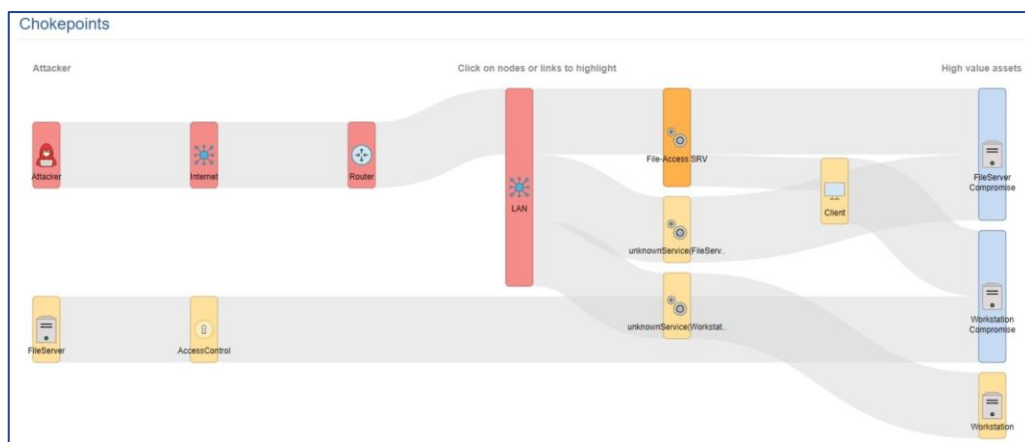 Chokepoints
Attacker
Click on nodes or links to highlight
High value assets
Attacker
Internet
Router
LAN
File-Access SRV
unknownService(FileServ..
unknownService(Workstat..
Client
FileServer
Compromise
Workstation
Compromise
FileServer
AccessControl
Workstation